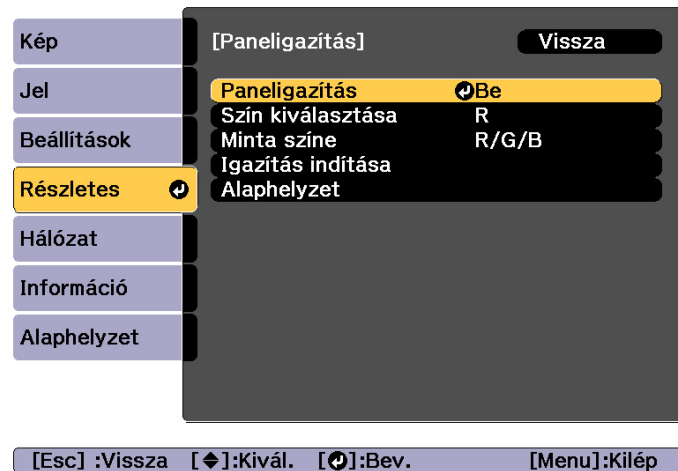 Kép
Jel
Beállítások
Részletes
Hálózat
Információ
Alaphelyzet
[Paneligazítás] Vissza
Paneligazítás Be
Szín kiválasztása R
Minta színe R/G/B
Igazítás indítása
Alaphelyzet
[Esc] :Vissza [◆]:Kivál. [↵]:Bev. [Menu]:Kilép